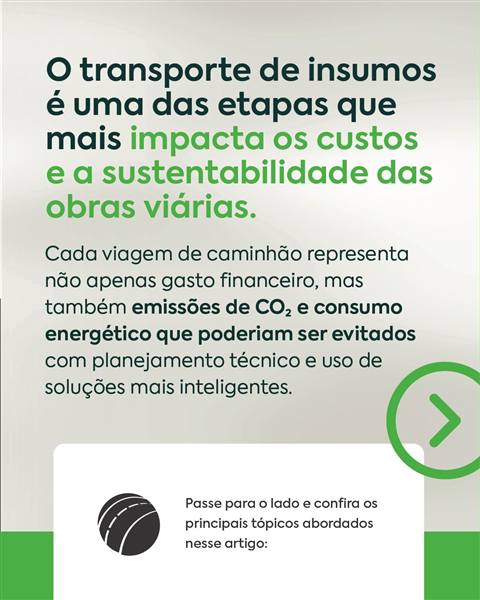 O transporte de insumos
é uma das etapas que
mais impacta os custos
e a sustentabilidade das
obras viárias.
Cada viagem de caminhão representa
não apenas gasto financeiro, mas
também emissões de CO₂ e consumo
energético que poderiam ser evitados
com planejamento técnico e uso de
soluções mais inteligentes.
Passe para o lado e confira os
principais tópicos abordados
nesse artigo: